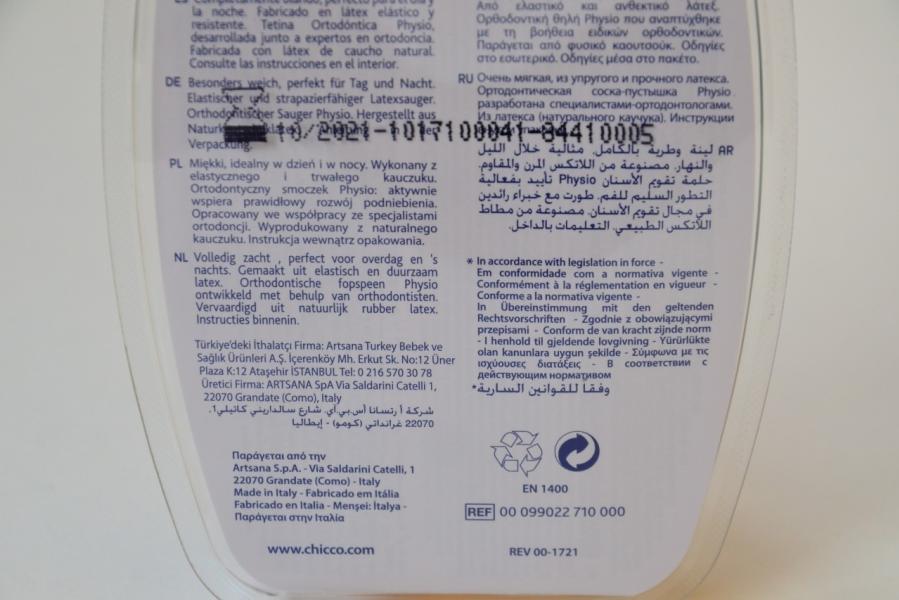 la noche. Fabricado en látex elástico y
resistente. Tetina Ortodóntica Physio,
desarrollada junto a expertos en ortodoncia.
Fabricada con látex de caucho natural.
Consulte las instrucciones en el interior.
DE Besonders weich, perfekt für Tag und Nacht.
Elastischer und strapazierfähiger Latexsauger.
Orthodontischer Sauger Physio. Hergestellt aus
Verpackung.
PL Miękki, idealny w dzień i w nocy. Wykonany z
elastycznego i trwałego kauczuku.
Ortodontyczny smoczek Physio: aktywnie
wspiera prawidłowy rozwój podniebienia.
Opracowany we współpracy ze specjalistami
ortodoncji. Wyprodukowany z naturalnego
kauczuku. Instrukcja wewnątrz opakowania.
NL Volledig zacht , perfect voor overdag en 's
nachts. Gemaakt uit elastisch en duurzaam
latex. Orthodontische fopspeen Physio
ontwikkeld met behulp van orthodontisten.
Vervaardigd uit natuurlijk rubber latex.
Instructies binnenin.
Türkiye'deki İthalatçı Firma: Artsana Turkey Bebek ve
Sağlık Ürünleri A.Ş. İçerenköy Mh. Erkut Sk. No:12 Üner
Plaza K:12 Ataşehir İSTANBUL Tel: 0 216 570 30 78
Üretici Firma: ARTSANA SpA Via Saldarini Catelli 1,
22070 Grandate (Como), Italy
شركة أ رتسانا أس.بي.آي. شارع سالداريني كاتيلي1,
22070 غرانداتي (كومو) - إيطاليا
Παράγεται από την
Artsana S.p.A. - Via Saldarini Catelli, 1
22070 Grandate (Como) - Italy
Made in Italy - Fabricado em Itália
Fabricado en Italia - Menşei: İtalya -
Παράγεται στην Ιταλία
www.chicco.com
Από ελαστικό και ανθεκτικό λάτεξ.
Ορθοδοντική θηλή Physio που αναπτύχθηκε
με τη βοήθεια ειδικών ορθοδοντικών.
Παράγεται από φυσικό καουτσούκ. Οδηγίες
στο εσωτερικό. Οδηγίες μέσα στο πακέτο.
RU Очень мягкая, из упругого и прочного латекса.
Ортодонтическая соска-пустышка Physio
разработана специалистами-ортодонтологами.
Из латекса (натурального каучука). Инструкции
10/2021-1017100041-84410005
AR لينة وطرية بالكامل, مثالية خلال الليل
والنهار. مصنوعة من اللاتكس المرن والمقاوم.
حلمة تقويم الأسنان Physio تأييد بفعالية
التطور السليم للفم. طورت مع خبراء رائدين
في مجال تقويم الأسنان. مصنوعة من مطاط
اللاتكس الطبيعي. التعليمات بالداخل.
* In accordance with legislation in force -
Em conformidade com a normativa vigente -
Conformément à la réglementation en vigueur -
Conforme a la normativa vigente -
In Übereinstimmung mit den geltenden
Rechtsvorschriften - Zgodnie z obowiązującymi
przepisami - Conform de van kracht zijnde norm
- I henhold til gjeldende lovgivning - Yürürlükte
olan kanunlara uygun şekilde - Σύμφωνα με τις
ισχύουσες διατάξεις - В соответствии с
действующим нормативом
*وفقا للقوانين السارية
EN 1400
REF 00 099022 710 000
REV 00-1721